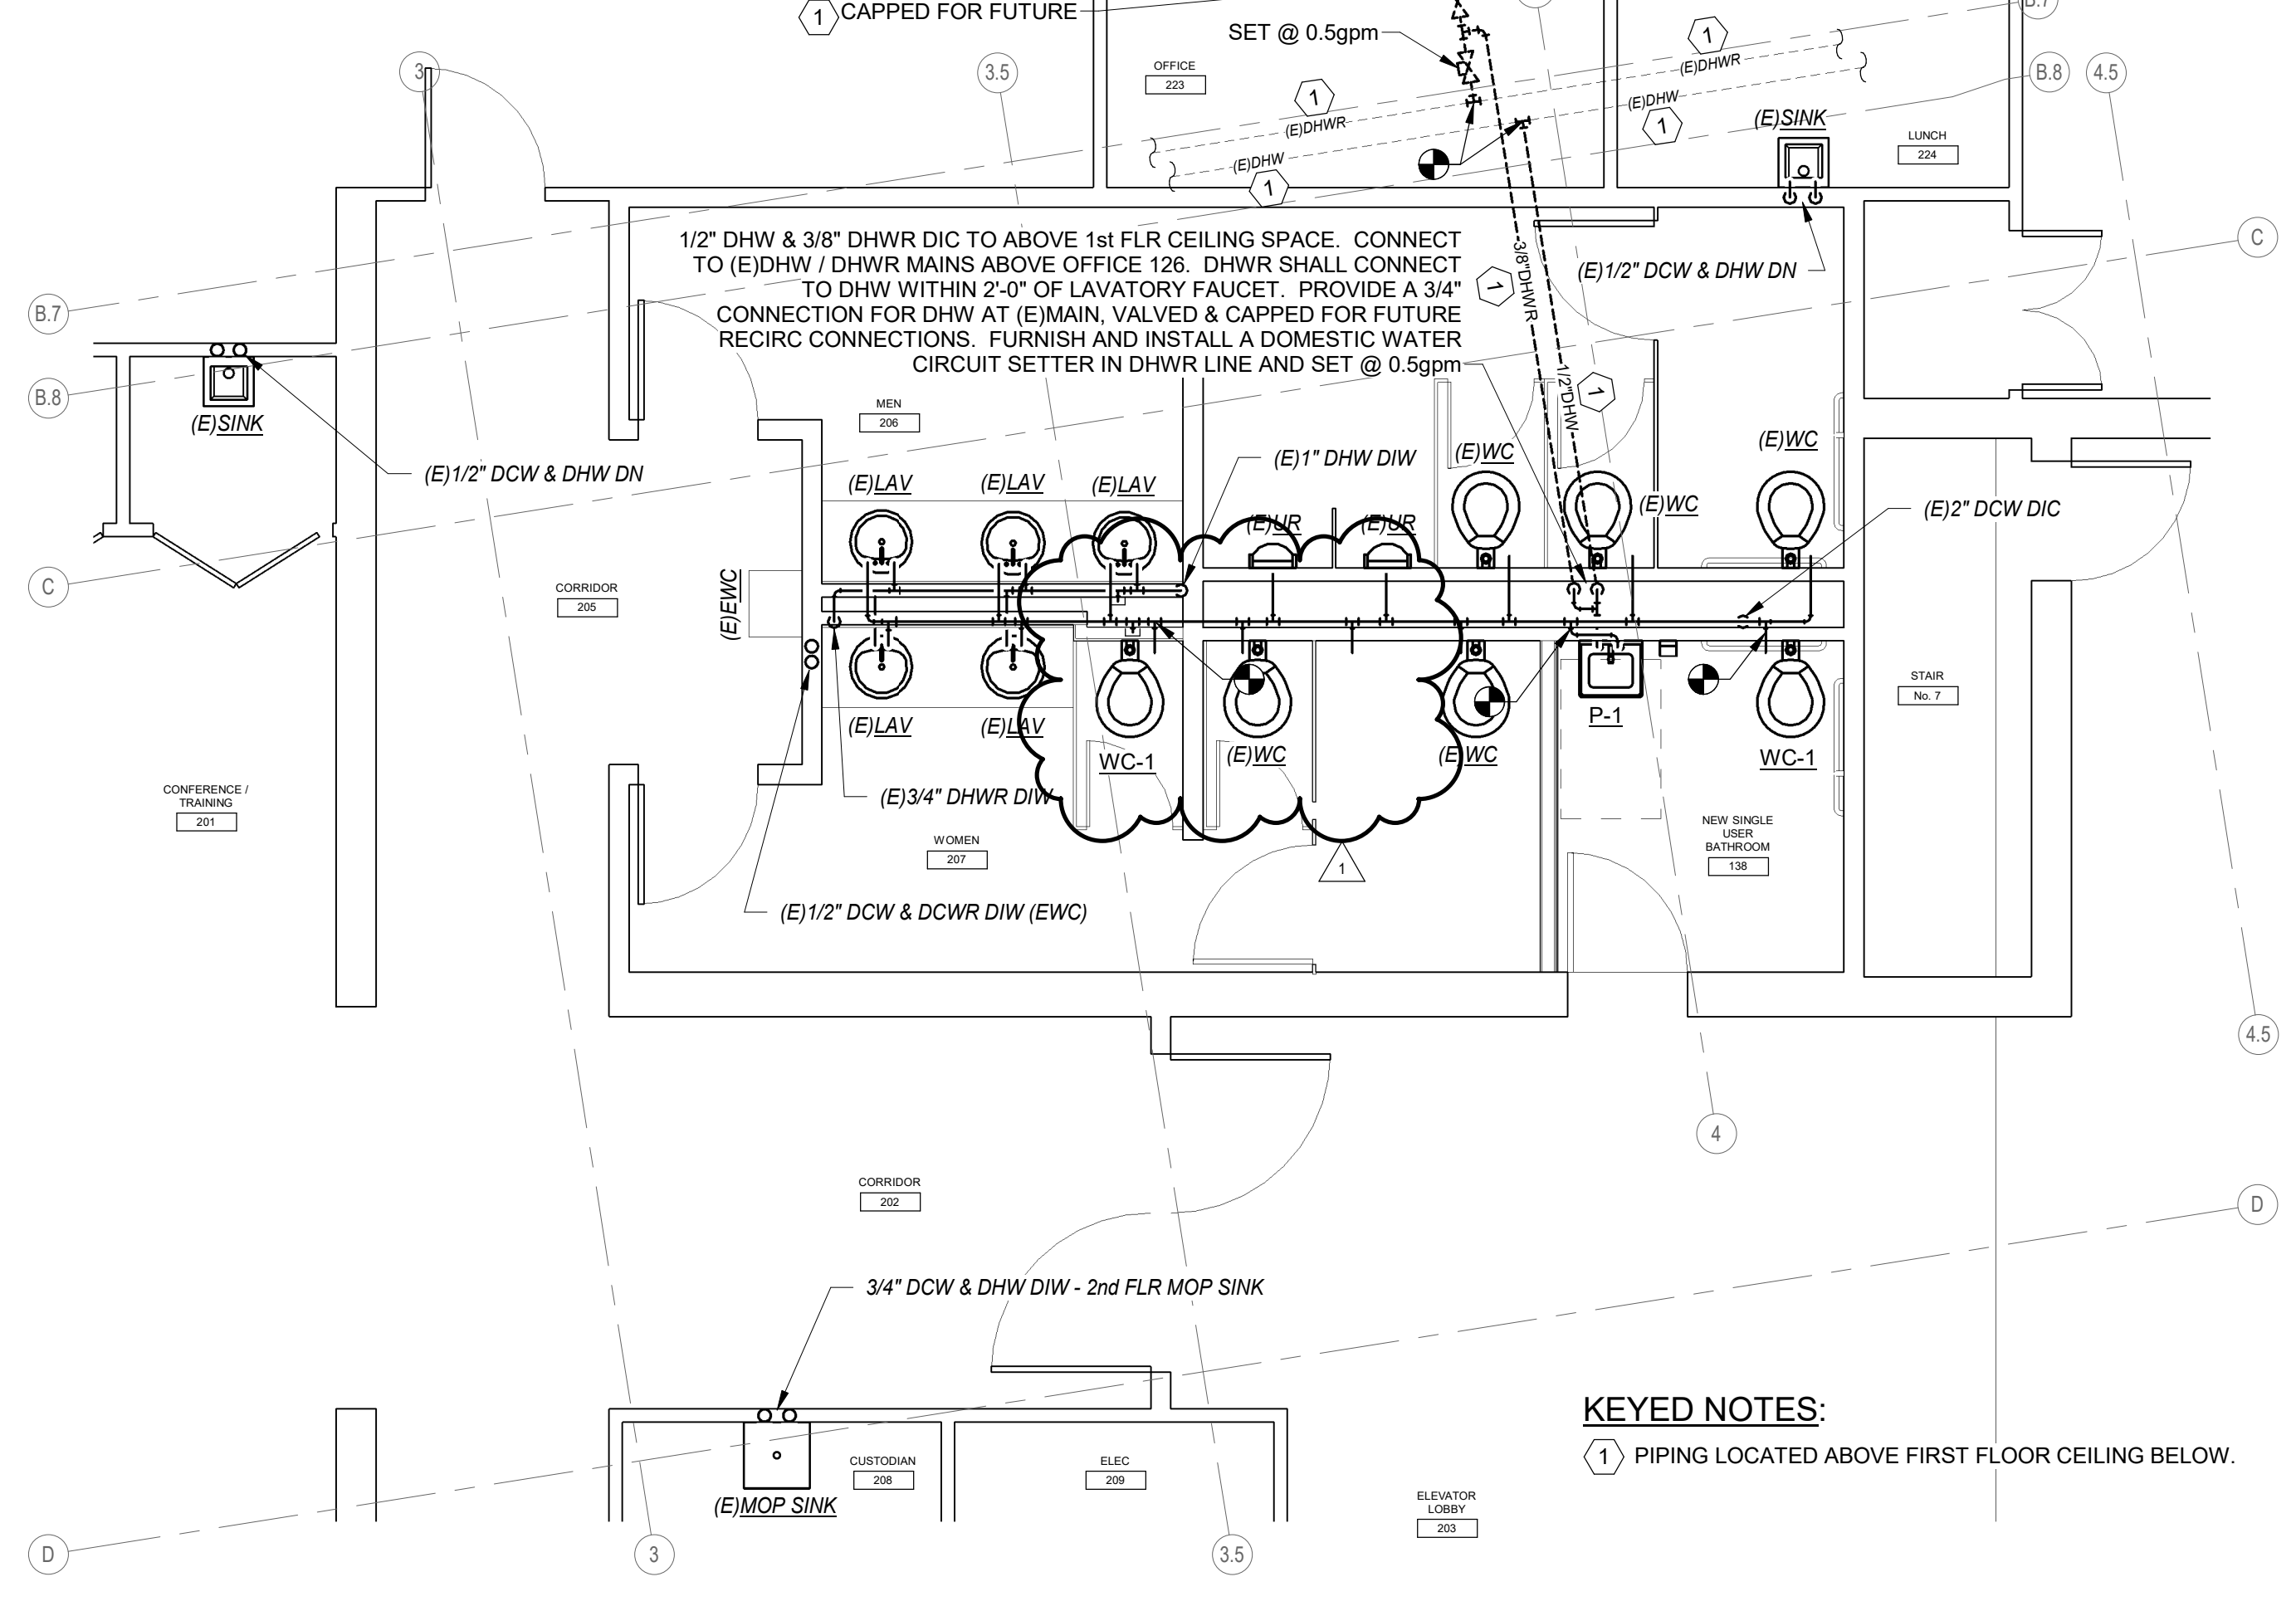 1 CAPPED FOR FUTURE
SET @ 0.5gpm
B.7
3
3.5
OFFICE
223
1
(E)DHWR
1
(E)DHWR
(E)DHW
1
(E)DHW
1
B.8
4.5
(E)SINK
LUNCH
224
C
1/2" DHW & 3/8" DHWR DIC TO ABOVE 1st FLR CEILING SPACE. CONNECT
TO (E)DHW / DHWR MAINS ABOVE OFFICE 126. DHWR SHALL CONNECT
TO DHW WITHIN 2'-0" OF LAVATORY FAUCET. PROVIDE A 3/4"
CONNECTION FOR DHW AT (E)MAIN, VALVED & CAPPED FOR FUTURE
RECIRC CONNECTIONS. FURNISH AND INSTALL A DOMESTIC WATER
CIRCUIT SETTER IN DHWR LINE AND SET @ 0.5gpm
1
3/8"DHWR
1/2"DHW
1
(E)1/2" DCW & DHW DN
B.7
B.8
(E)SINK
(E)1/2" DCW & DHW DN
MEN
206
(E)LAV
(E)LAV
(E)LAV
(E)1" DHW DIW
(E)UR
(E)UR
(E)WC
(E)WC
(E)WC
(E)2" DCW DIC
C
CORRIDOR
205
(E)EWC
(E)LAV
(E)LAV
WC-1
(E)WC
(E)WC
P-1
WC-1
STAIR
No. 7
CONFERENCE /
TRAINING
201
(E)3/4" DHWR DIW
WOMEN
207
1
NEW SINGLE
USER
BATHROOM
138
(E)1/2" DCW & DCWR DIW (EWC)
4.5
4
CORRIDOR
202
D
3/4" DCW & DHW DIW - 2nd FLR MOP SINK
KEYED NOTES:
1 PIPING LOCATED ABOVE FIRST FLOOR CEILING BELOW.
CUSTODIAN
208
ELEC
209
(E)MOP SINK
ELEVATOR
LOBBY
203
D
3
3.5